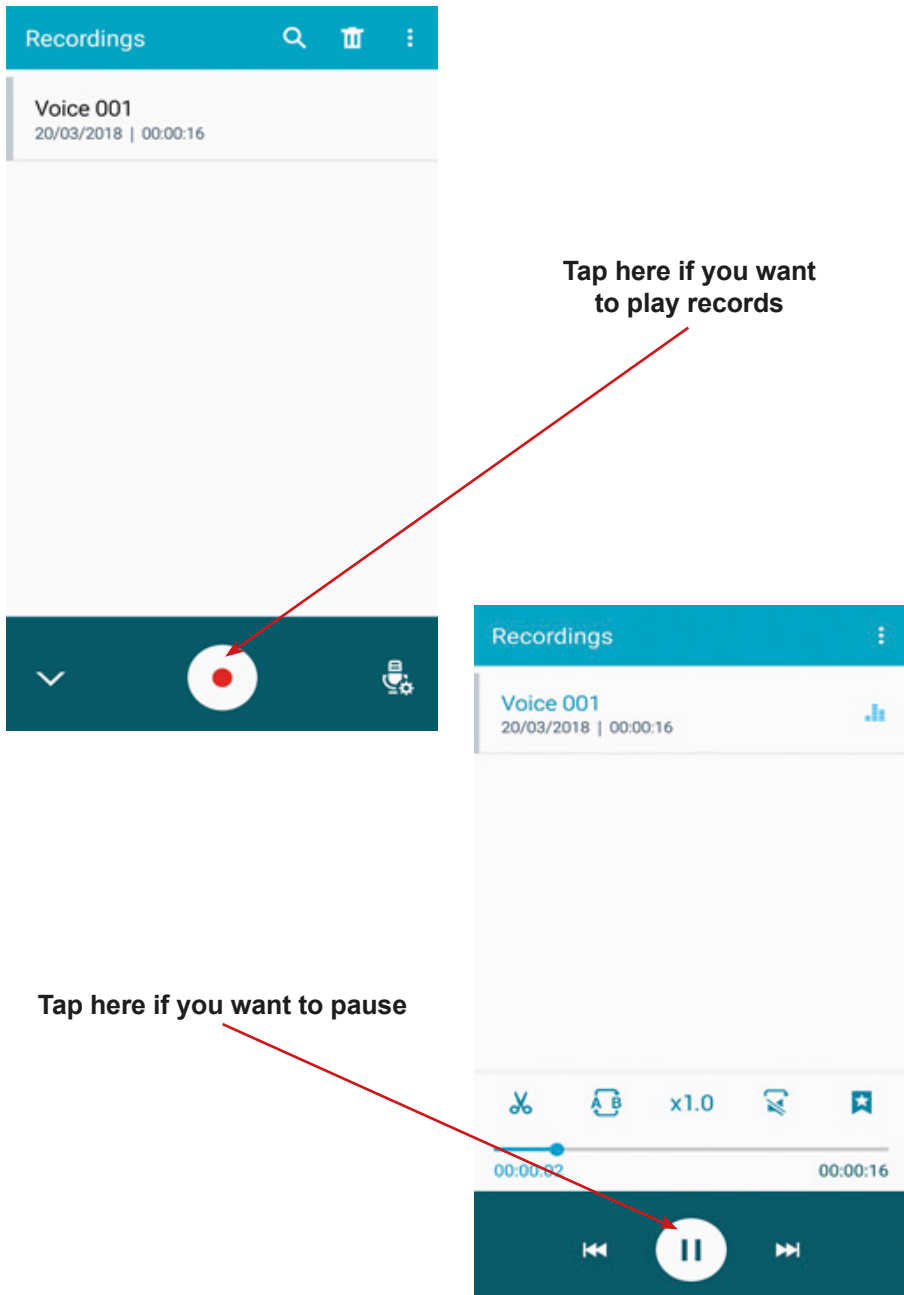 Recordings
Voice 001
20/03/2018 | 00:00:16
Tap here if you want
to play records
Recordings
Voice 001
20/03/2018 | 00:00:16
Tap here if you want to pause
A B x1.0
00:00:02 00:00:16